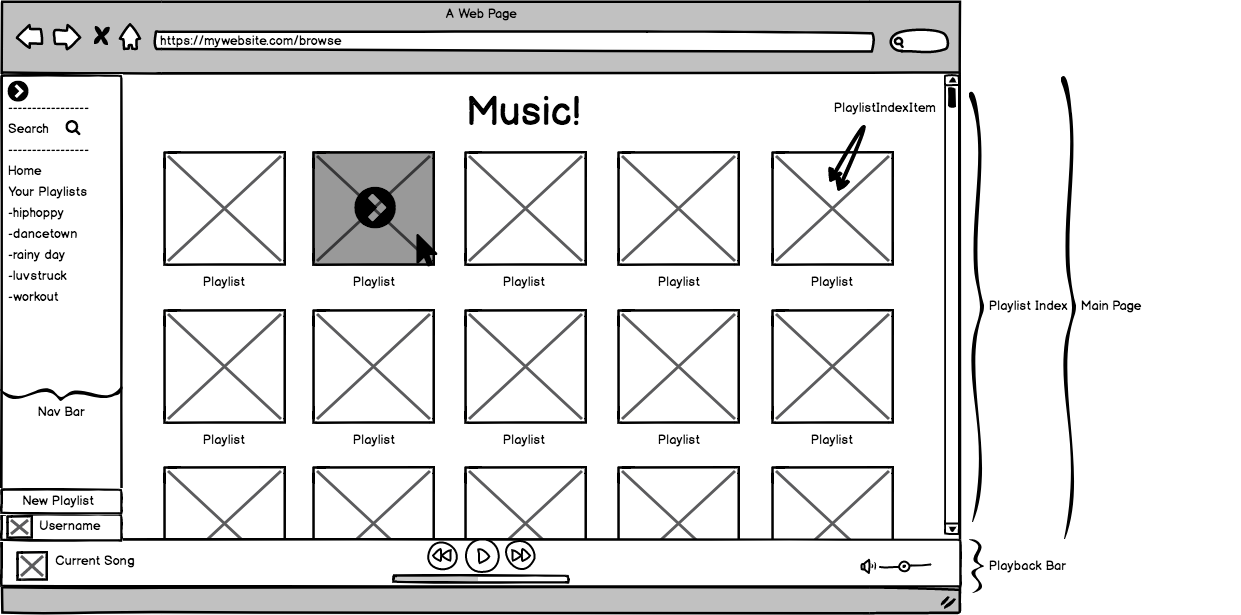 A Web Page
https://mywebsite.com/browse
Search
Home
Your Playlists
-hiphoppy
-dancetown
-rainy day
-luvstruck
-workout
Nav Bar
New Playlist
Username
Music!
PlaylistIndexItem
Playlist Playlist Playlist Playlist Playlist
Playlist Playlist Playlist Playlist Playlist
Current Song
Playlist Index
Main Page
Playback Bar